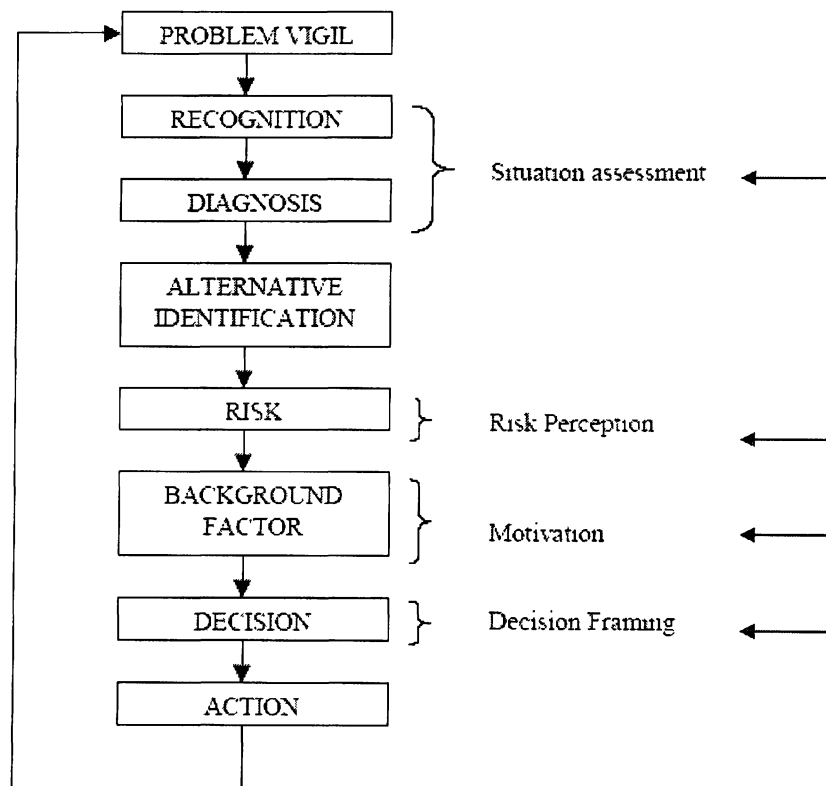 PROBLEM VIGIL
RECOGNITION
Situation assessment
DIAGNOSIS
ALTERNATIVE
IDENTIFICATION
RISK
Risk Perception
BACKGROUND
FACTOR
Motivation
DECISION
Decision Framing
ACTION